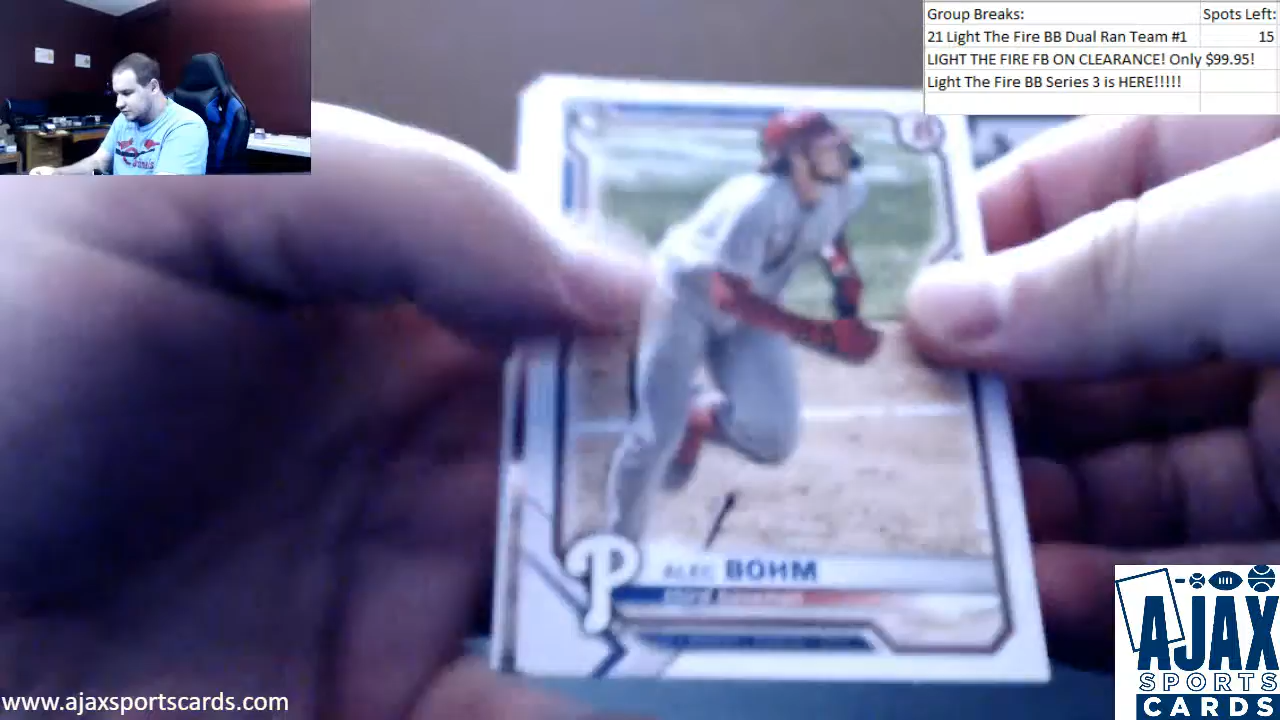 Group Breaks: Spots Left:
21 Light The Fire BB Dual Ran Team #1 15
LIGHT THE FIRE FB ON CLEARANCE! Only $99.95!
Light The Fire BB Series 3 is HERE!!!!!
P
ALEC BOHM
www.ajaxsportscards.com
AJAX
SPORTS
CARDS